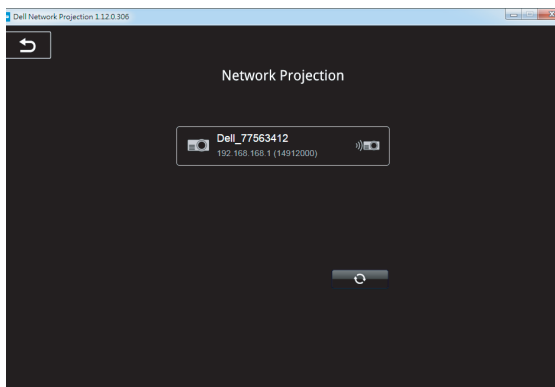 Dell Network Projection 1.12.0.306
Network Projection
Dell_77563412
192.168.168.1 (14912000)